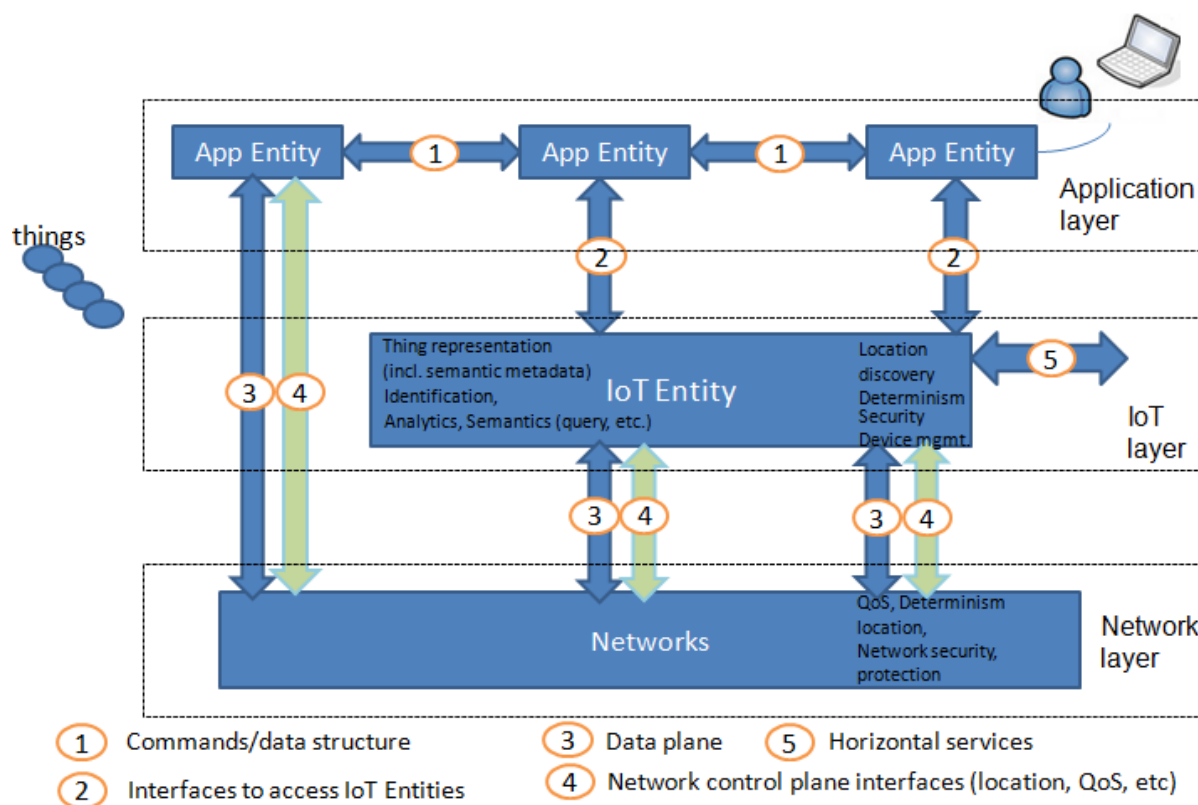 App Entity
1
App Entity
1
App Entity
Application
layer
things
2
2
Thing representation
(incl. semantic metadata)
Identification,
Analytics, Semantics (query, etc.)
IoT Entity
Location
discovery
Determinism
Security
Device mgmt.
5
IoT
layer
3
4
3
4
3
4
Networks
QoS, Determinism
location,
Network security,
protection
Network
layer
1 Commands/data structure
3 Data plane
5 Horizontal services
2 Interfaces to access IoT Entities
4 Network control plane interfaces (location, QoS, etc)